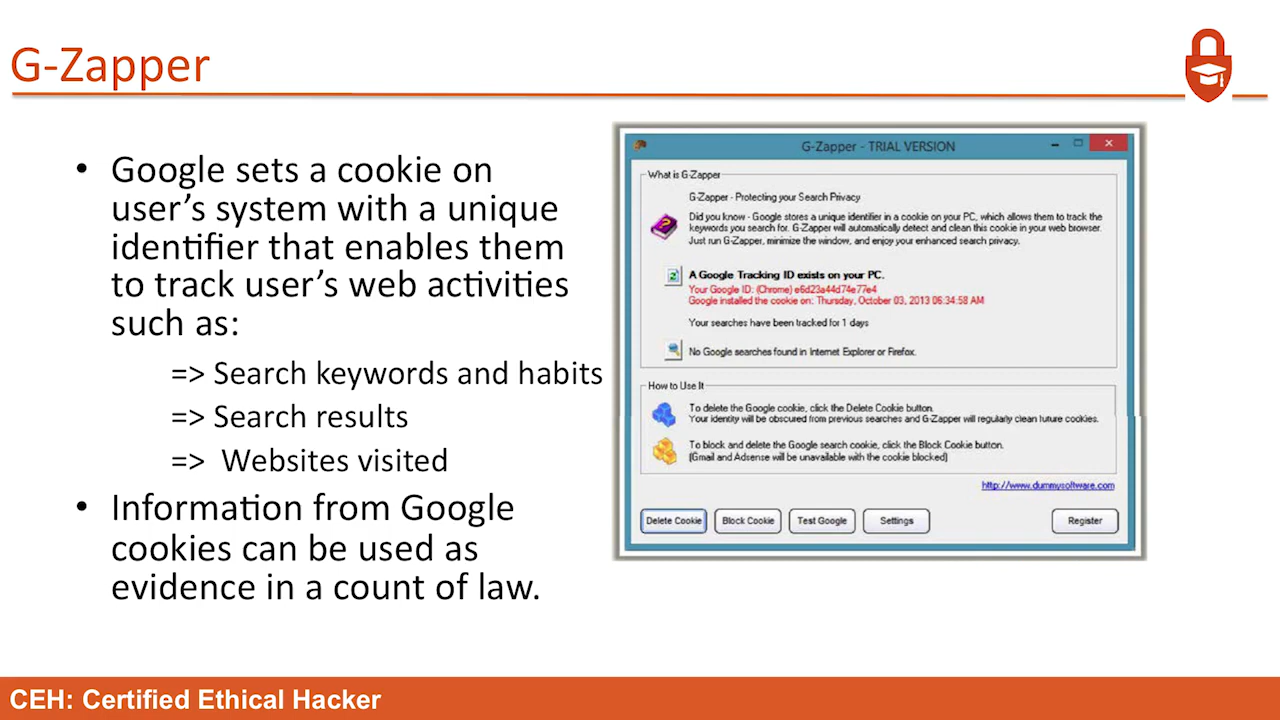 G-Zapper
• Google sets a cookie on
user's system with a unique
identifier that enables them
to track user's web activities
such as:
=> Search keywords and habits
=> Search results
=> Websites visited
• Information from Google
cookies can be used as
evidence in a count of law.
G-Zapper - TRIAL VERSION
What is G-Zapper
G-Zapper - Protecting your Search Privacy
Did you know - Google stores a unique identifier in a cookie on your PC, which allows them to track the
keywords you search for. G-Zapper will automatically detect and clean this cookie in your web browser.
Just run G-Zapper, minimize the window, and enjoy your enhanced search privacy.
A Google Tracking ID exists on your PC.
Your Google ID: (Chrome) e6d23a44d74e77e4
Google installed the cookie on: Thursday, October 03, 2013 06:34:58 AM
Your searches have been tracked for 1 days
No Google searches found in Internet Explorer or Firefox.
How to Use It
To delete the Google cookie, click the Delete Cookie button.
Your identity will be obscured from previous searches and G-Zapper will regularly clean future cookies.
To block and delete the Google search cookie, click the Block Cookie button.
(Gmail and Adsense will be unavailable with the cookie blocked)
http://www.dummysoftware.com
Delete Cookie Block Cookie Test Google Settings Register
CEH: Certified Ethical Hacker